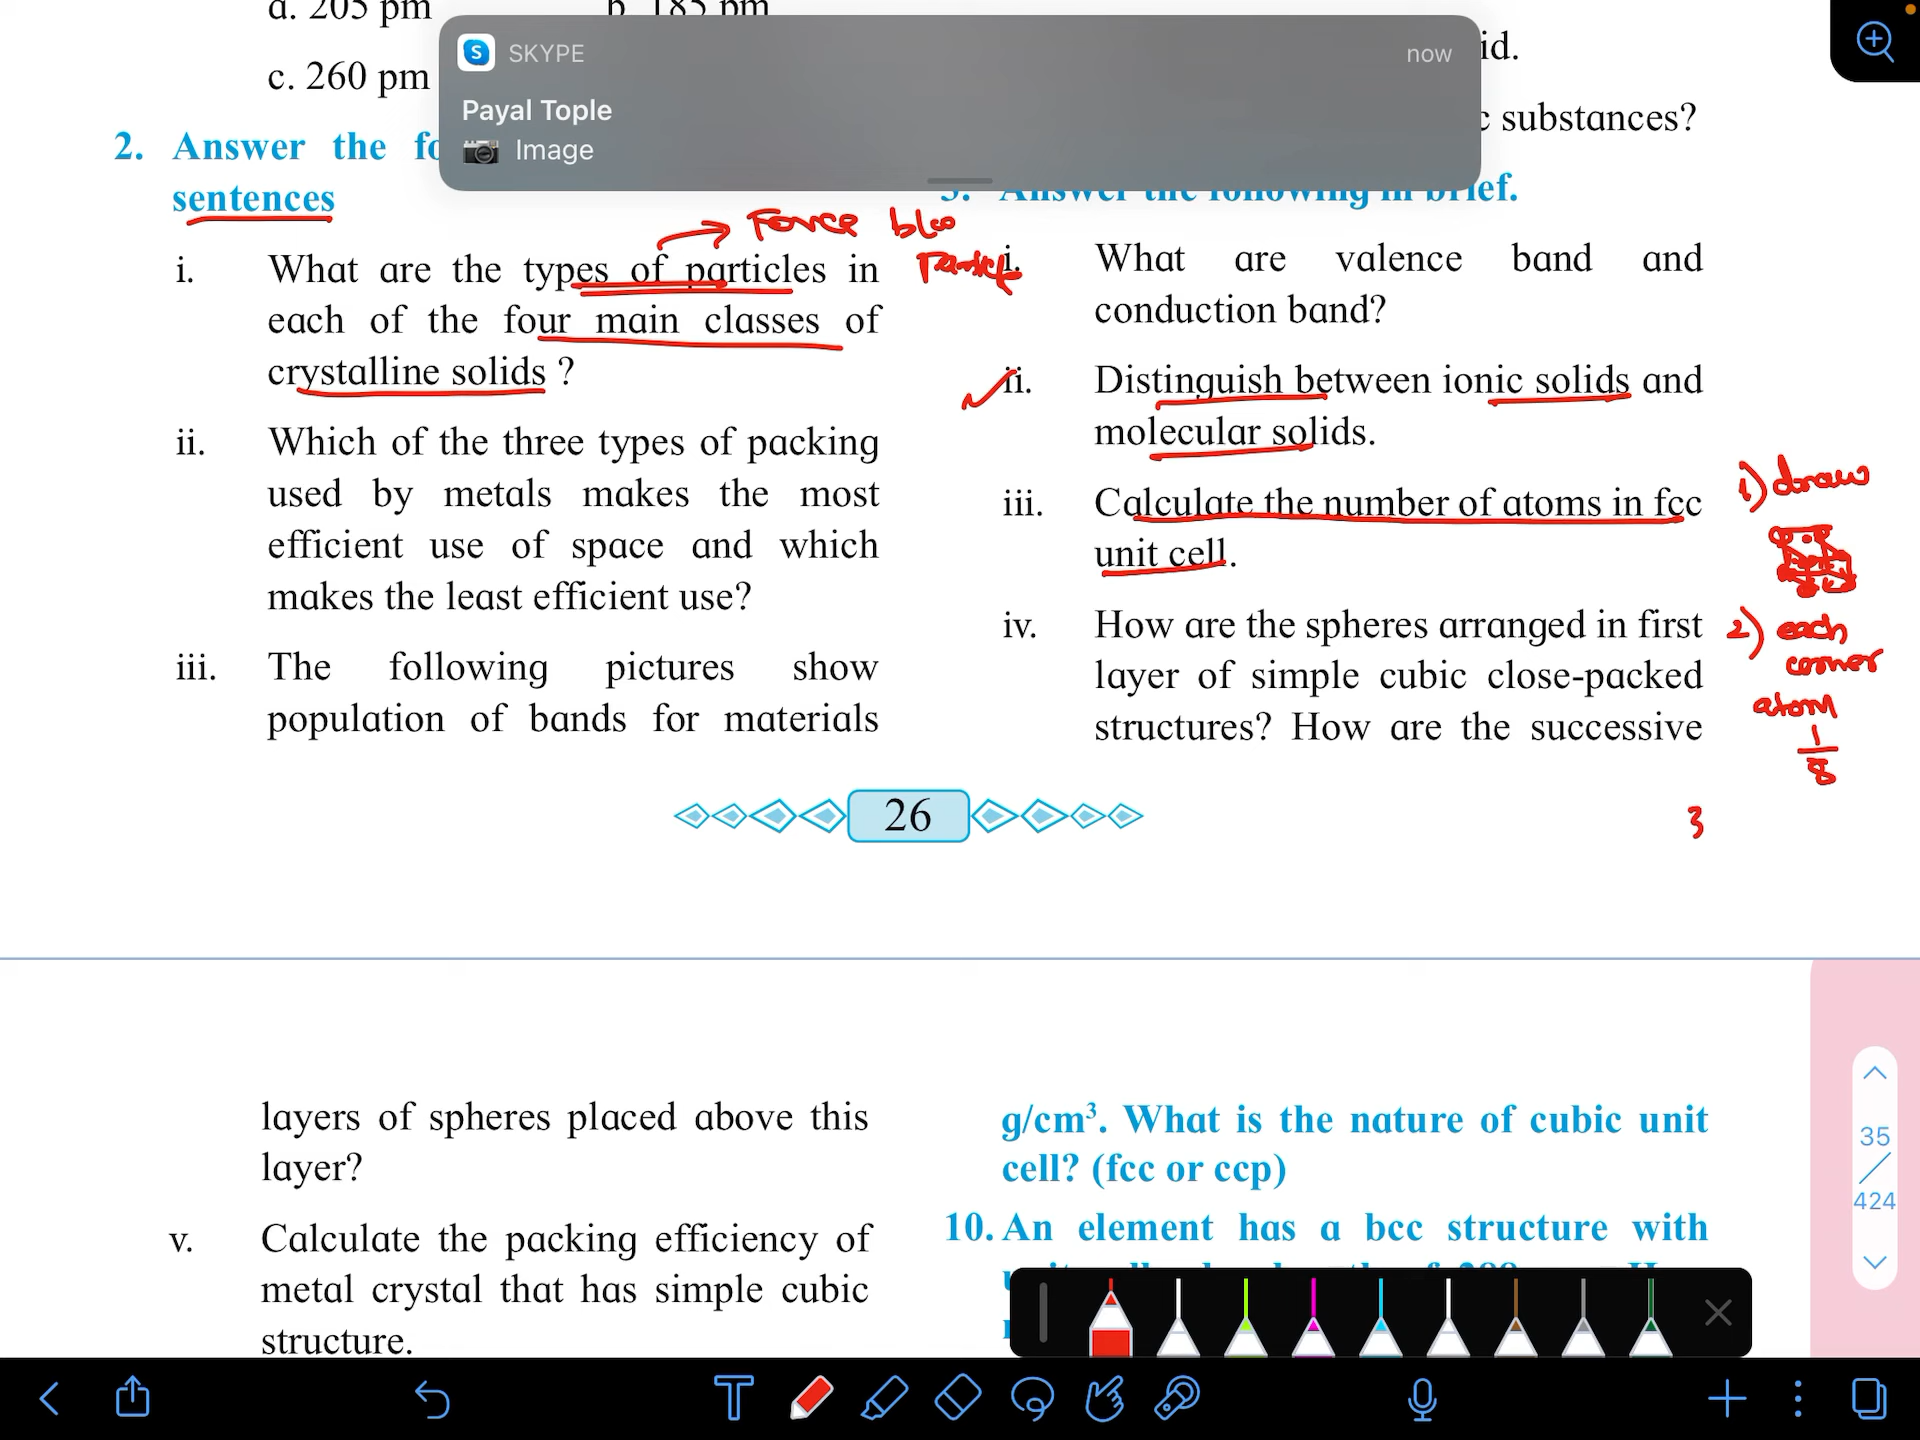 a. 205 pm b. 185 pm
c. 260 pm
SKYPE now
Payal Tople
Image
id.
c substances?
2. Answer the fo
sentences
Answer the following in brief.
i. What are the types of particles in
each of the four main classes of
crystalline solids ?
ii. Which of the three types of packing
used by metals makes the most
efficient use of space and which
makes the least efficient use?
iii. The following pictures show
population of bands for materials
Force
i. What are valence band and
conduction band?
ii. Distinguish between ionic solids and
molecular solids.
iii. Calculate the number of atoms in fcc
unit cell.
iv. How are the spheres arranged in first
layer of simple cubic close-packed
structures? How are the successive
1) draw
2) each
corner
atom
1
8
3
26
layers of spheres placed above this
layer?
v. Calculate the packing efficiency of
metal crystal that has simple cubic
structure.
g/cm³. What is the nature of cubic unit
cell? (fcc or ccp)
10. An element has a bcc structure with
35
424
T